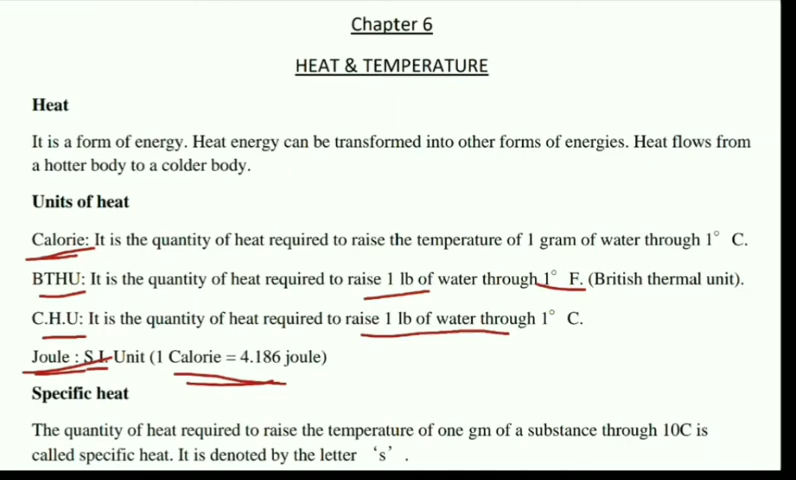 Chapter 6
HEAT & TEMPERATURE
Heat
It is a form of energy. Heat energy can be transformed into other forms of energies. Heat flows from
a hotter body to a colder body.
Units of heat
Calorie: It is the quantity of heat required to raise the temperature of 1 gram of water through 1° C.
BTHU: It is the quantity of heat required to raise 1 lb of water through 1° F. (British thermal unit).
C.H.U: It is the quantity of heat required to raise 1 lb of water through 1° C.
Joule : S.I. Unit (1 Calorie = 4.186 joule)
Specific heat
The quantity of heat required to raise the temperature of one gm of a substance through 10C is
called specific heat. It is denoted by the letter ‘s’ .